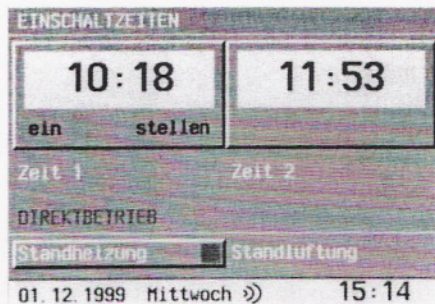 EINSCHALTZEITEN
10:18 11:53
ein stellen
Zeit 1 Zeit 2
DIREKTBETRIEB
Standheizung Standlüftung
01.12.1999 Mittwoch 15:14